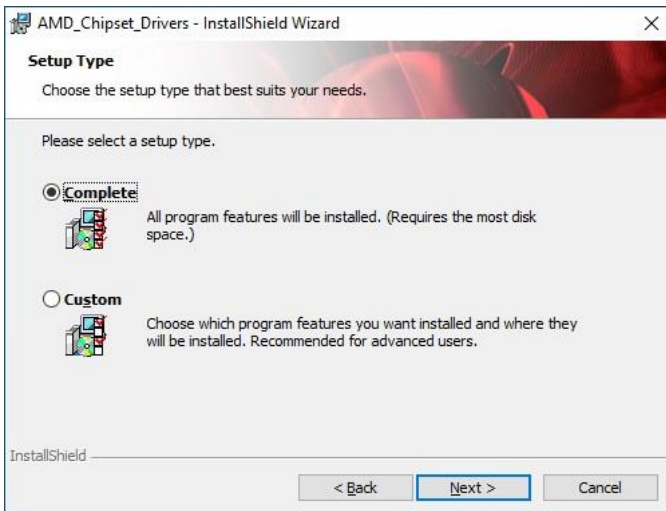 AMD_Chipset_Drivers - InstallShield Wizard
Setup Type
Choose the setup type that best suits your needs.
Please select a setup type.
Complete
All program features will be installed. (Requires the most disk
space.)
Custom
Choose which program features you want installed and where they
will be installed. Recommended for advanced users.
InstallShield
< Back Next > Cancel